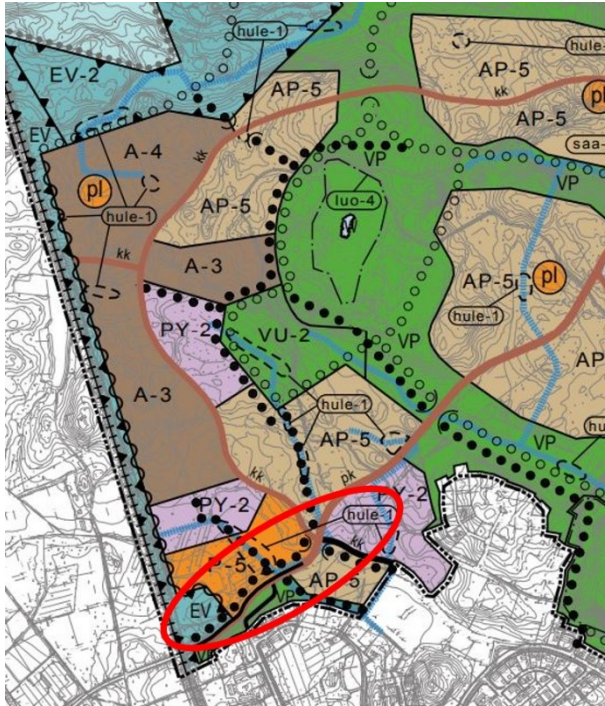 hule-1
hule
AP-5
kk
pl
AP-5
EV-2
AP-5
EV
A-4
kk
saa-
VP
VP
pl
luo-4
hule-1
AP-5
kk
A-3
AP-5
pl
hule-1
PY-2
VU-2
VP
AP
A-3
hule-1
AP-5
hu
VP
kk
pk
PY-2
PY-2
hule-1
kk
P-5
AP-5
EV
VP